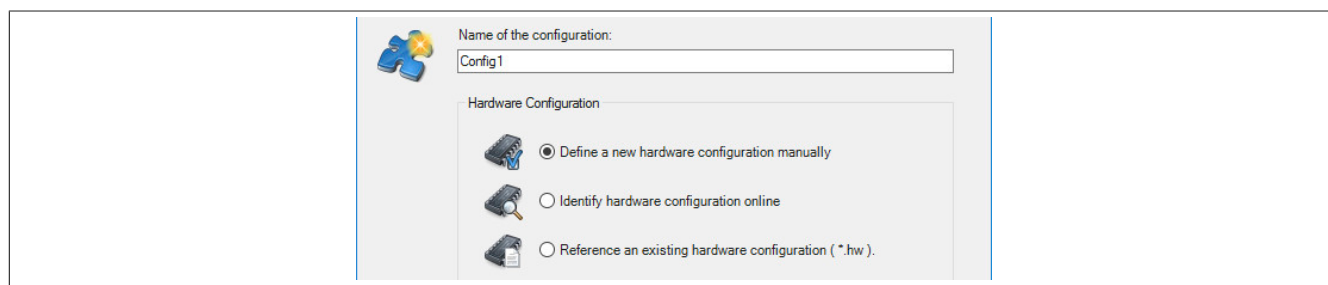 Name of the configuration:
Config1
Hardware Configuration
Define a new hardware configuration manually
Identify hardware configuration online
Reference an existing hardware configuration ( *.hw ).